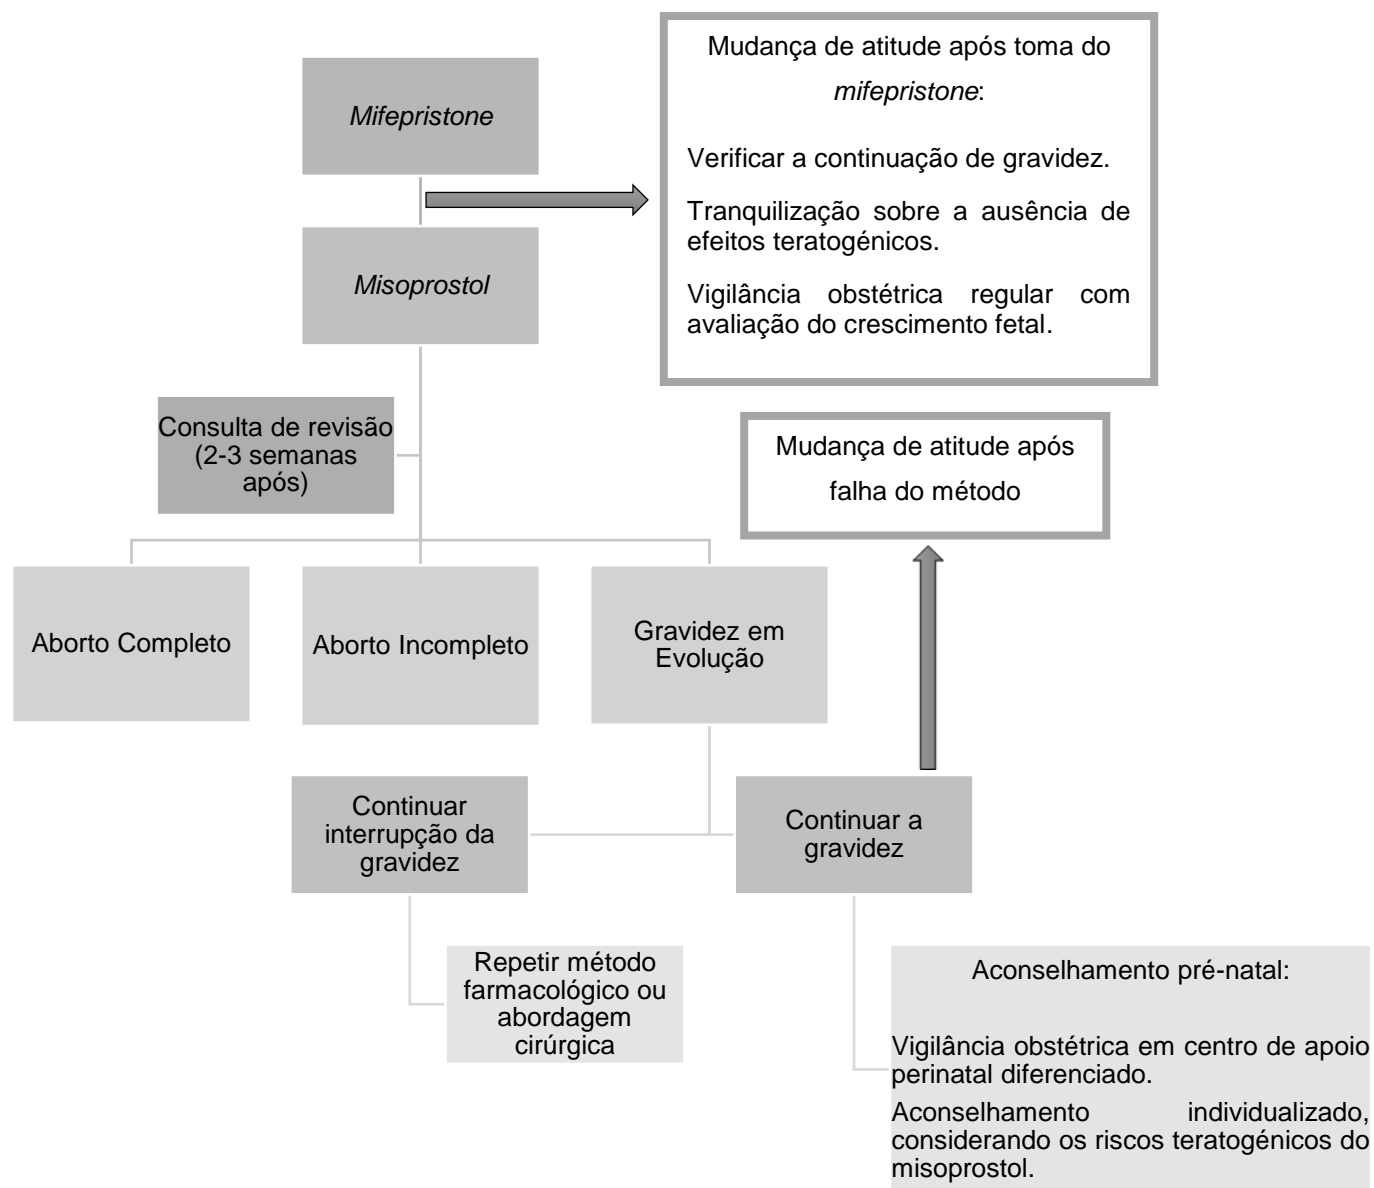 Mifepristone
Mudança de atitude após toma do
mifepristone:
Verificar a continuação de gravidez.
Tranquilização sobre a ausência de
efeitos teratogénicos.
Vigilância obstétrica regular com
avaliação do crescimento fetal.
Misoprostol
Consulta de revisão
(2-3 semanas
após)
Mudança de atitude após
falha do método
Aborto Completo
Aborto Incompleto
Gravidez em
Evolução
Continuar
interrupção da
gravidez
Continuar a
gravidez
Repetir método
farmacológico ou
abordagem
cirúrgica
Aconselhamento pré-natal:
Vigilância obstétrica em centro de apoio
perinatal diferenciado.
Aconselhamento individualizado,
considerando os riscos teratogénicos do
misoprostol.